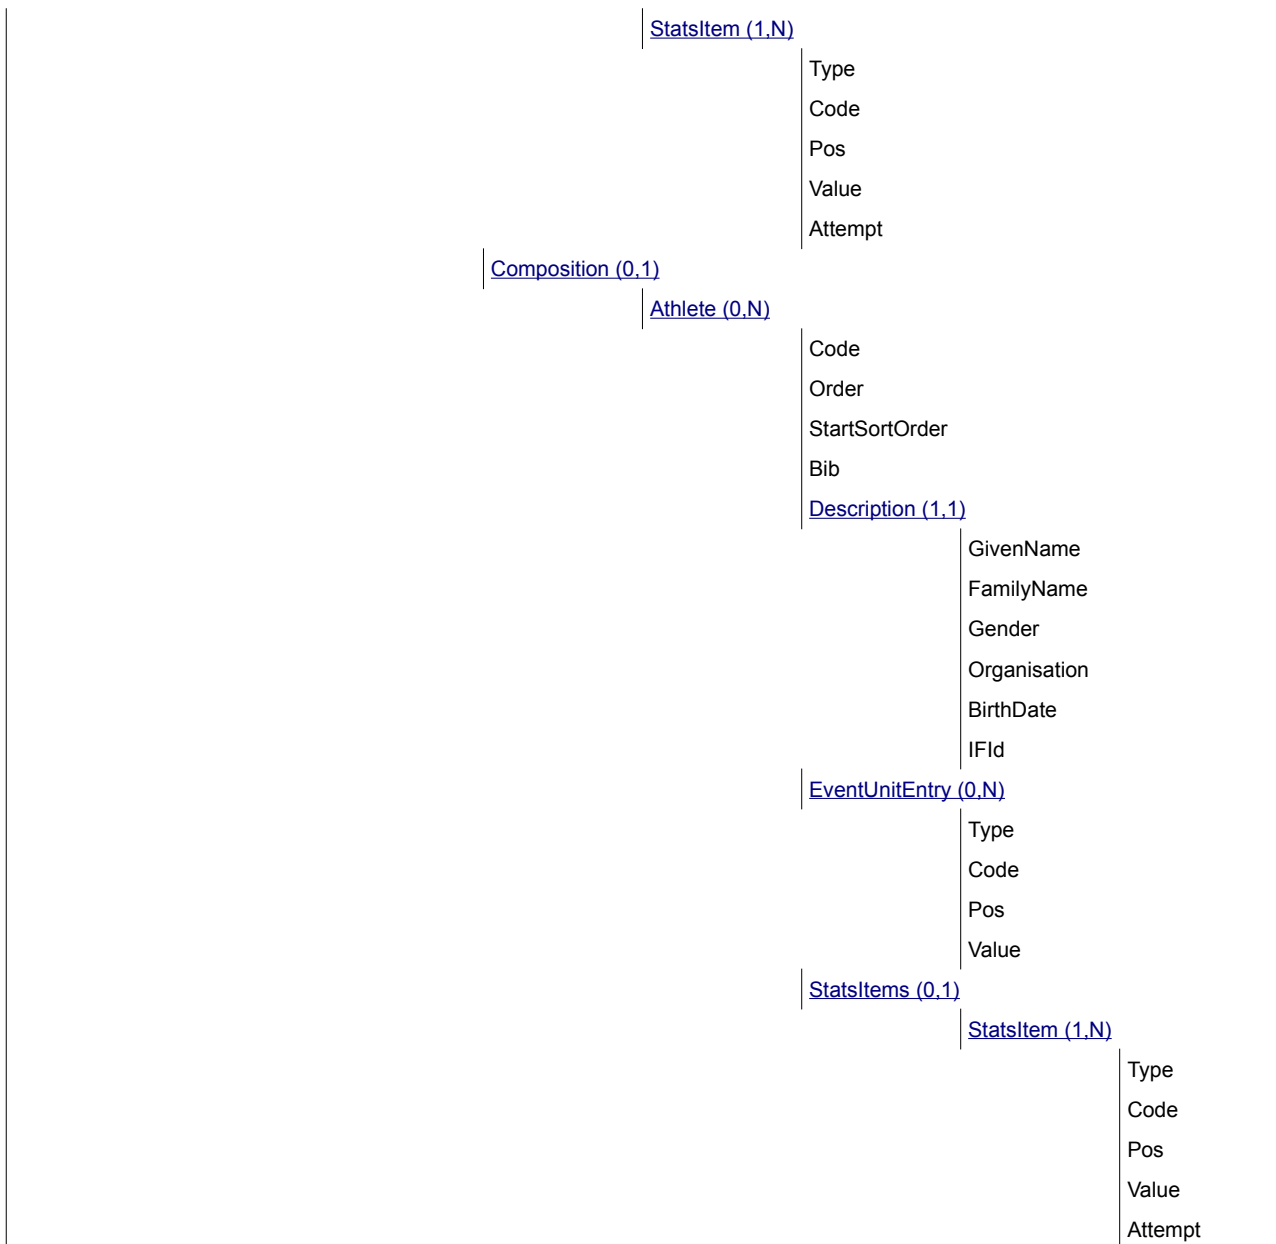 StatsItem (1,N)
Type
Code
Pos
Value
Attempt
Composition (0,1)
Athlete (0,N)
Code
Order
StartSortOrder
Bib
Description (1,1)
GivenName
FamilyName
Gender
Organisation
BirthDate
IFId
EventUnitEntry (0,N)
Type
Code
Pos
Value
StatsItems (0,1)
StatsItem (1,N)
Type
Code
Pos
Value
Attempt